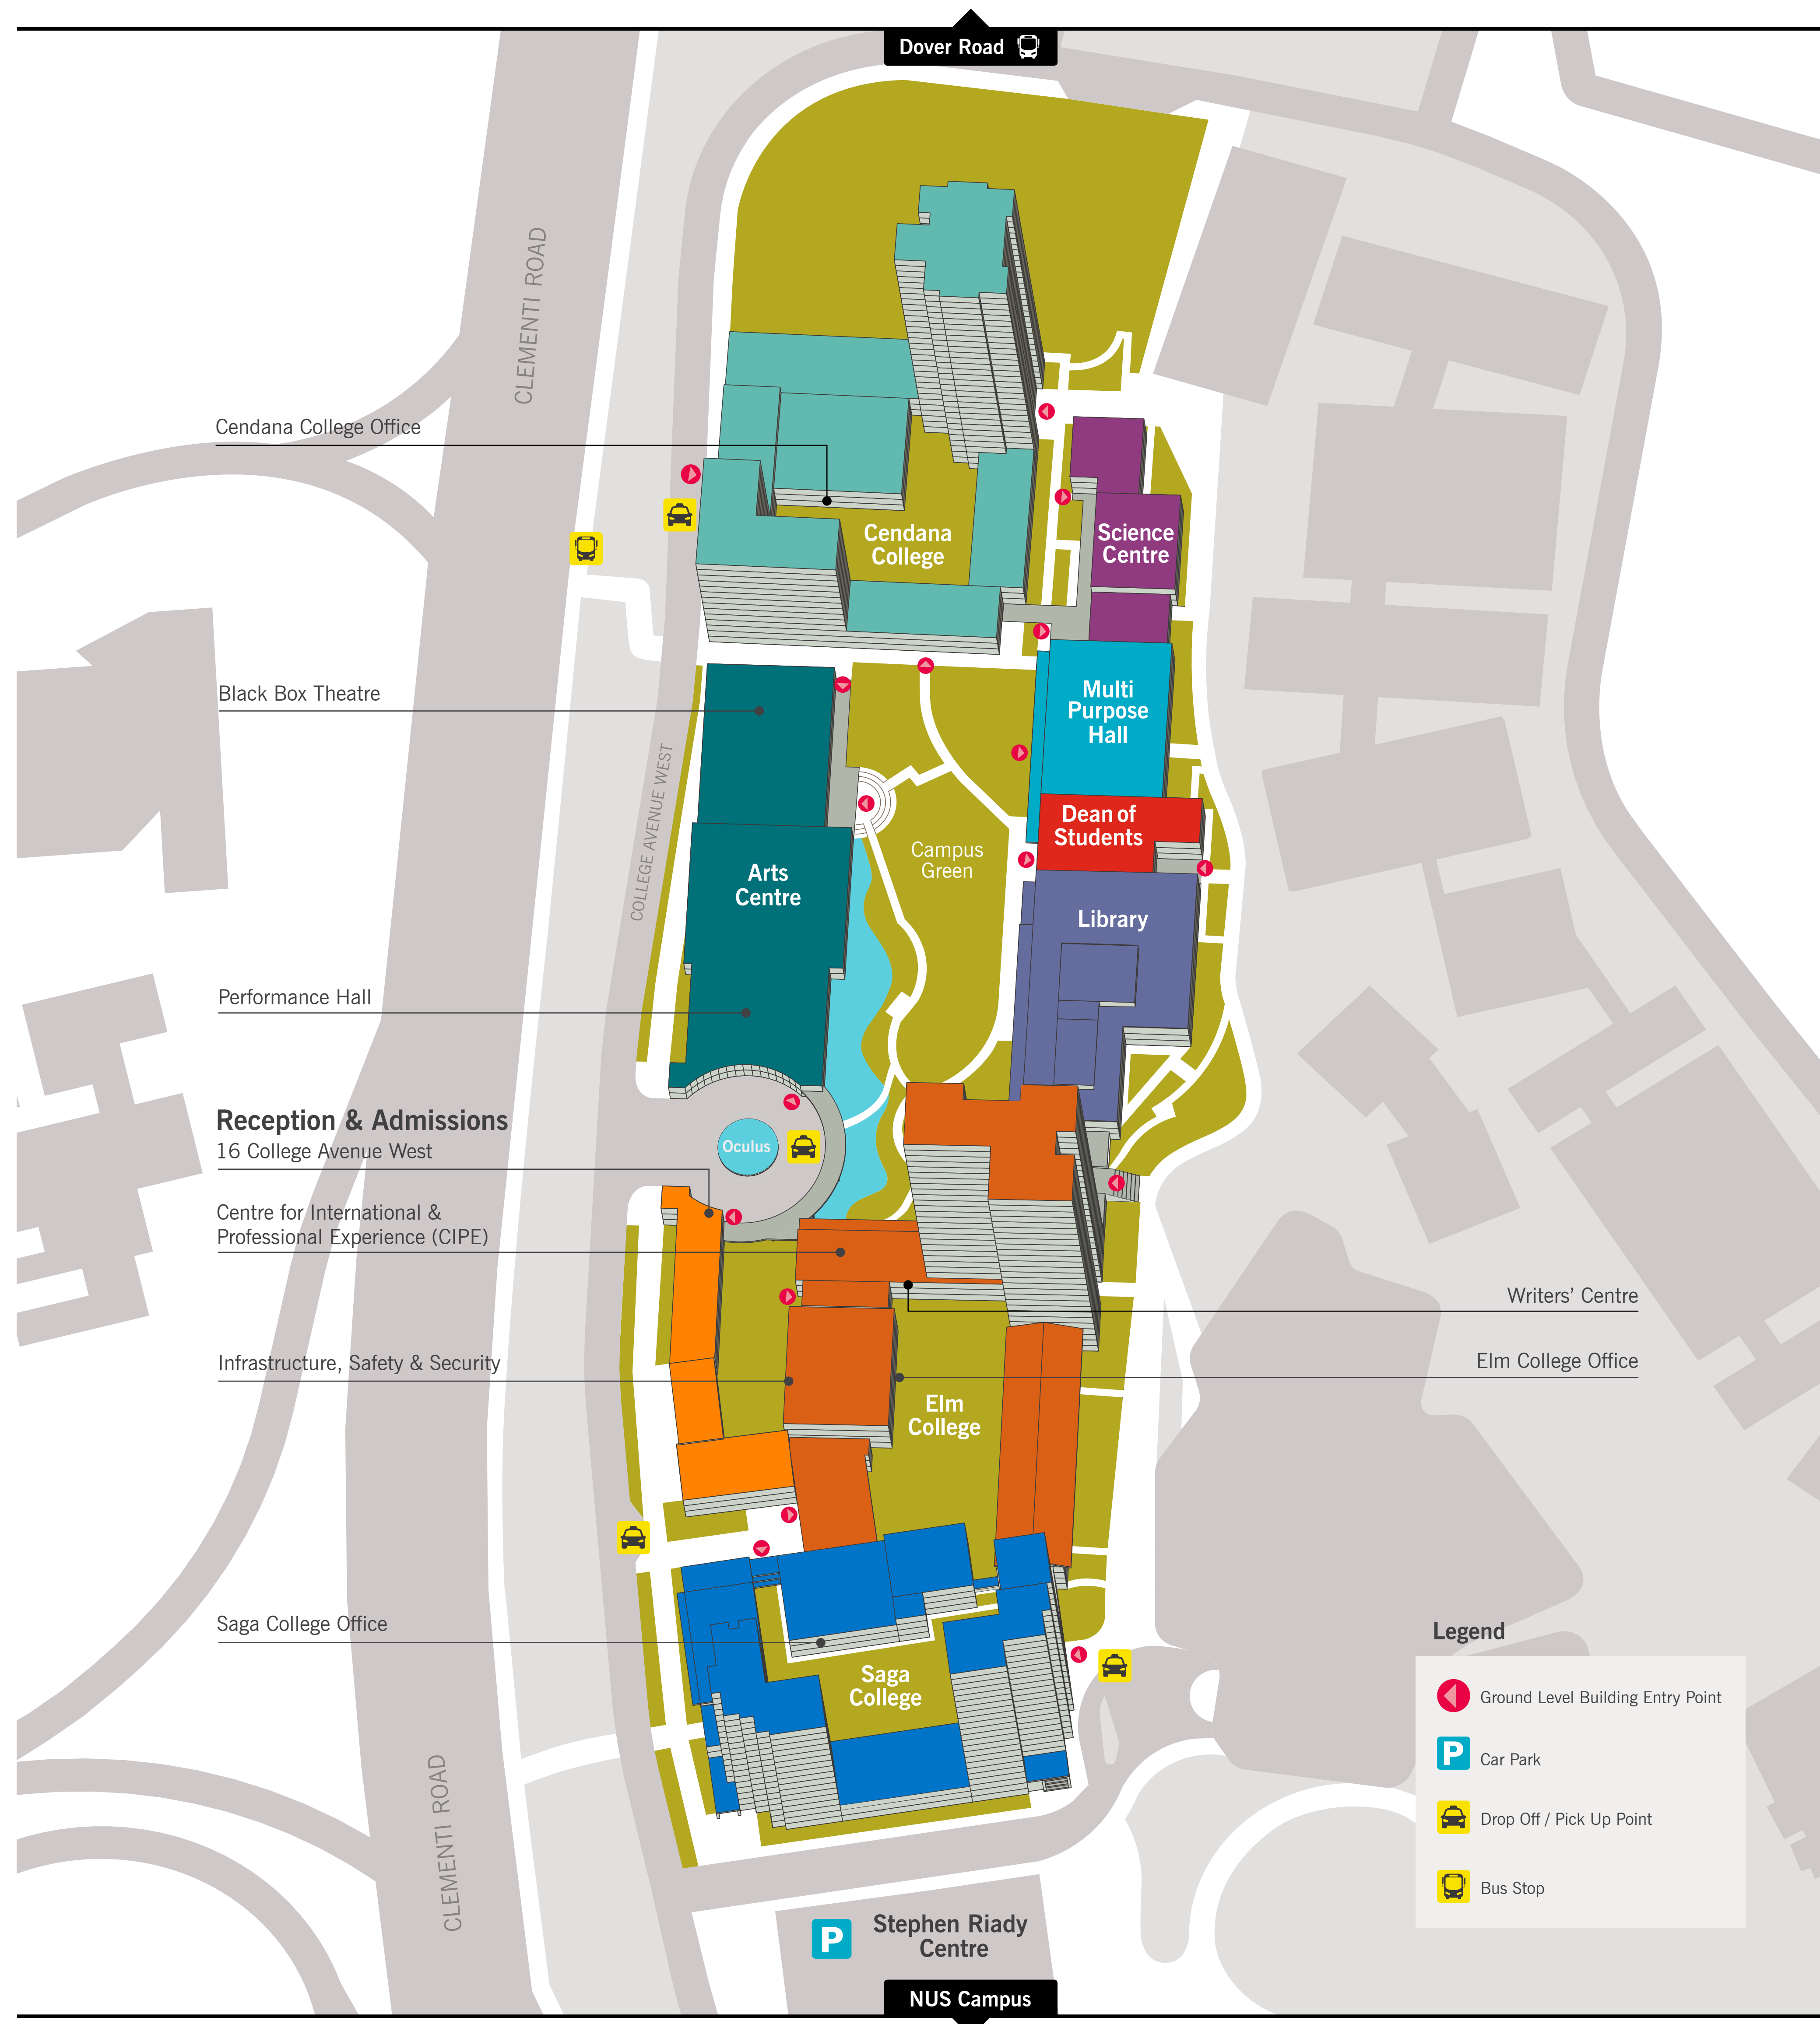 Dover Road
CLEMENTI ROAD
Cendana College Office
Cendana
College
Science
Centre
Black Box Theatre
Multi
Purpose
Hall
COLLEGE AVENUE WEST
Dean of
Students
Campus
Green
Arts
Centre
Library
Performance Hall
Reception & Admissions
16 College Avenue West
Oculus
Centre for International &
Professional Experience (CIPE)
Writers’ Centre
Infrastructure, Safety & Security
Elm College Office
Elm
College
Saga College Office
Saga
College
CLEMENTI ROAD
Legend
Ground Level Building Entry Point
P
Car Park
Drop Off / Pick Up Point
Bus Stop
P
Stephen Riady
Centre
NUS Campus